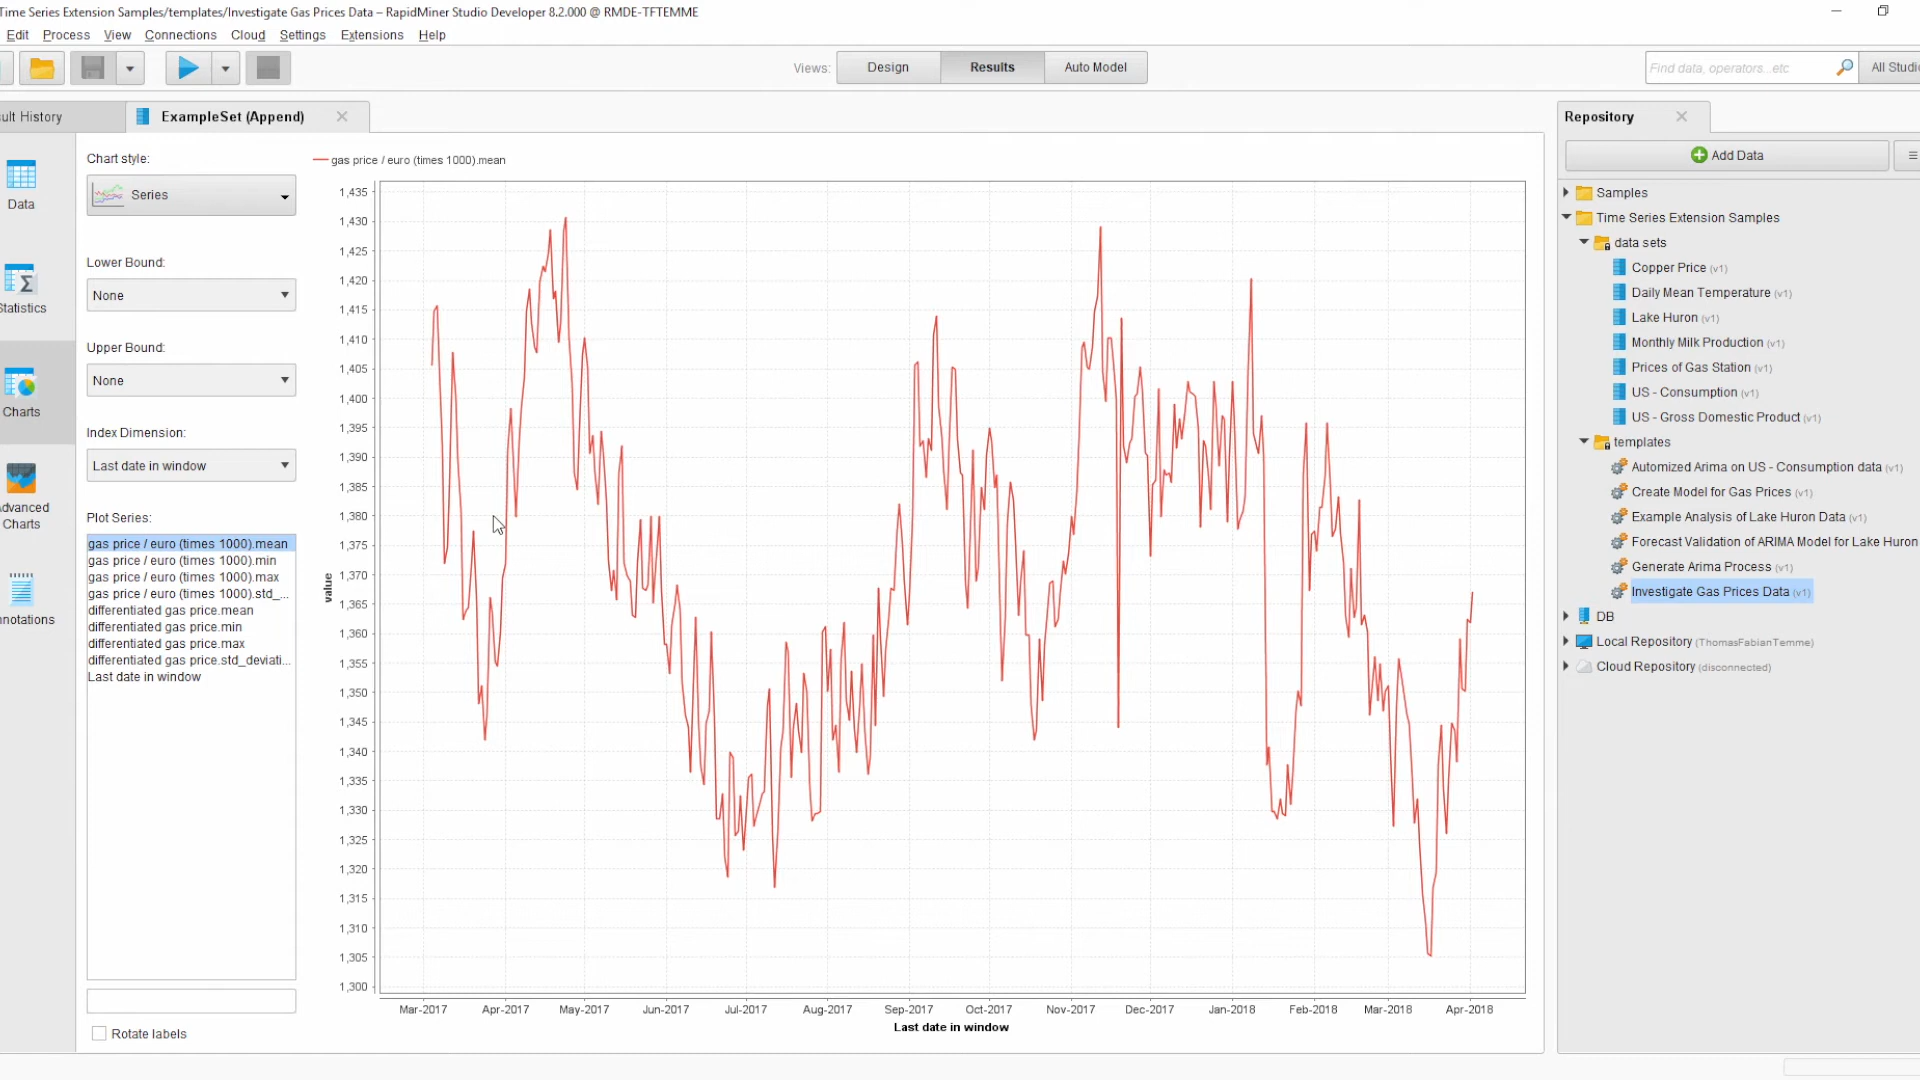 Time Series Extension Samples/templates/Investigate Gas Prices Data – RapidMiner Studio Developer 8.2.000 @ RMDE-TFTEMME
Edit Process View Connections Cloud Settings Extensions Help
Views: Design Results Auto Model
Find data, operators...etc
All Studi
ult History
ExampleSet (Append)
Data
Statistics
Charts
dvanced
Charts
notations
Chart style:
Series
Lower Bound:
None
Upper Bound:
None
Index Dimension:
Last date in window
Plot Series:
gas price / euro (times 1000).mean
gas price / euro (times 1000).min
gas price / euro (times 1000).max
gas price / euro (times 1000).std_...
differentiated gas price.mean
differentiated gas price.min
differentiated gas price.max
differentiated gas price.std_deviati...
Last date in window
Rotate labels
gas price / euro (times 1000).mean
1,435
1,430
1,425
1,420
1,415
1,410
1,405
1,400
1,395
1,390
1,385
1,380
1,375
1,370
1,365
1,360
1,355
1,350
1,345
1,340
1,335
1,330
1,325
1,320
1,315
1,310
1,305
1,300
value
Mar-2017 Apr-2017 May-2017 Jun-2017 Jul-2017 Aug-2017 Sep-2017 Oct-2017 Nov-2017 Dec-2017 Jan-2018 Feb-2018 Mar-2018 Apr-2018
Last date in window
Repository
Add Data
Samples
Time Series Extension Samples
data sets
Copper Price (v1)
Daily Mean Temperature (v1)
Lake Huron (v1)
Monthly Milk Production (v1)
Prices of Gas Station (v1)
US - Consumption (v1)
US - Gross Domestic Product (v1)
templates
Automized Arima on US - Consumption data (v1)
Create Model for Gas Prices (v1)
Example Analysis of Lake Huron Data (v1)
Forecast Validation of ARIMA Model for Lake Huron
Generate Arima Process (v1)
Investigate Gas Prices Data (v1)
DB
Local Repository (ThomasFabianTemme)
Cloud Repository (disconnected)